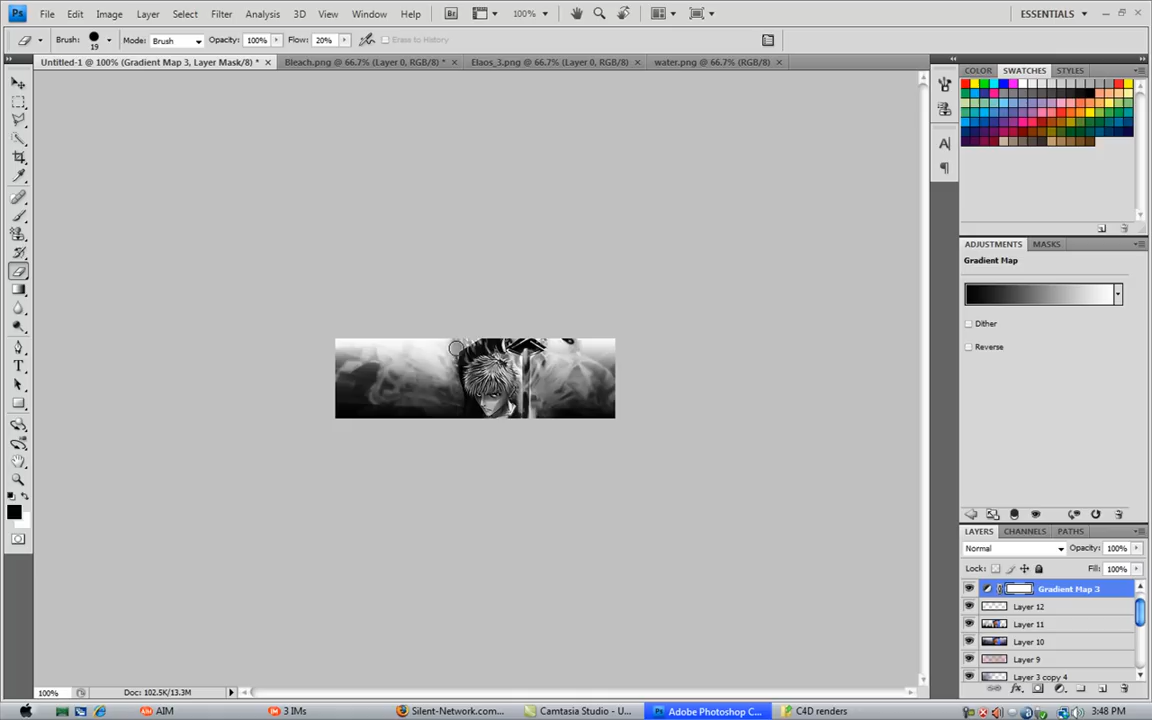 Ps File Edit Image Layer Select Filter Analysis 3D View Window Help Br 100% ESSENTIALS
Brush: 19 Mode: Brush Opacity: 100% Flow: 20% Erase to History
Untitled-1 @ 100% (Gradient Map 3, Layer Mask/8) * × Bleach.png @ 66.7% (Layer 0, RGB/8) * × Elaos_3.png @ 66.7% (Layer 0, RGB/8) × water.png @ 66.7% (RGB/8) ×
COLOR SWATCHES STYLES
ADJUSTMENTS MASKS
Gradient Map
Dither
Reverse
LAYERS CHANNELS PATHS
Normal Opacity: 100%
Lock: Fill: 100%
Gradient Map 3
Layer 12
Layer 11
Layer 10
Layer 9
Layer 3 copy 4
100% Doc: 102.5K/13.3M
AIM 3 IMs Silent-Network.com... Camtasia Studio - U... Adobe Photoshop C... C4D renders 3:48 PM